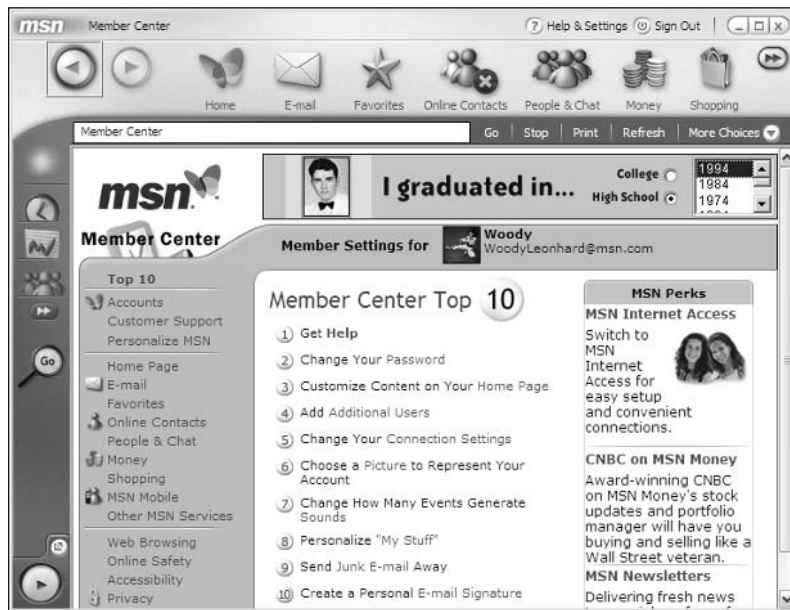 msn Member Center Help & Settings Sign Out
Home E-mail Favorites Online Contacts People & Chat Money Shopping
Member Center Go Stop Print Refresh More Choices
msn
Member Center
I graduated in...
College
High School
1994
1984
1974
Member Settings for Woody
WoodyLeonhard@msn.com
Top 10
Accounts
Customer Support
Personalize MSN
Home Page
E-mail
Favorites
Online Contacts
People & Chat
Money
Shopping
MSN Mobile
Other MSN Services
Web Browsing
Online Safety
Accessibility
Privacy
Go
Member Center Top 10
1 Get Help
2 Change Your Password
3 Customize Content on Your Home Page
4 Add Additional Users
5 Change Your Connection Settings
6 Choose a Picture to Represent Your
Account
7 Change How Many Events Generate
Sounds
8 Personalize "My Stuff"
9 Send Junk E-mail Away
10 Create a Personal E-mail Signature
MSN Perks
MSN Internet Access
Switch to
MSN
Internet
Access for
easy setup
and convenient
connections.
CNBC on MSN Money
Award-winning CNBC
on MSN Money's stock
updates and portfolio
manager will have you
buying and selling like a
Wall Street veteran.
MSN Newsletters
Delivering fresh news